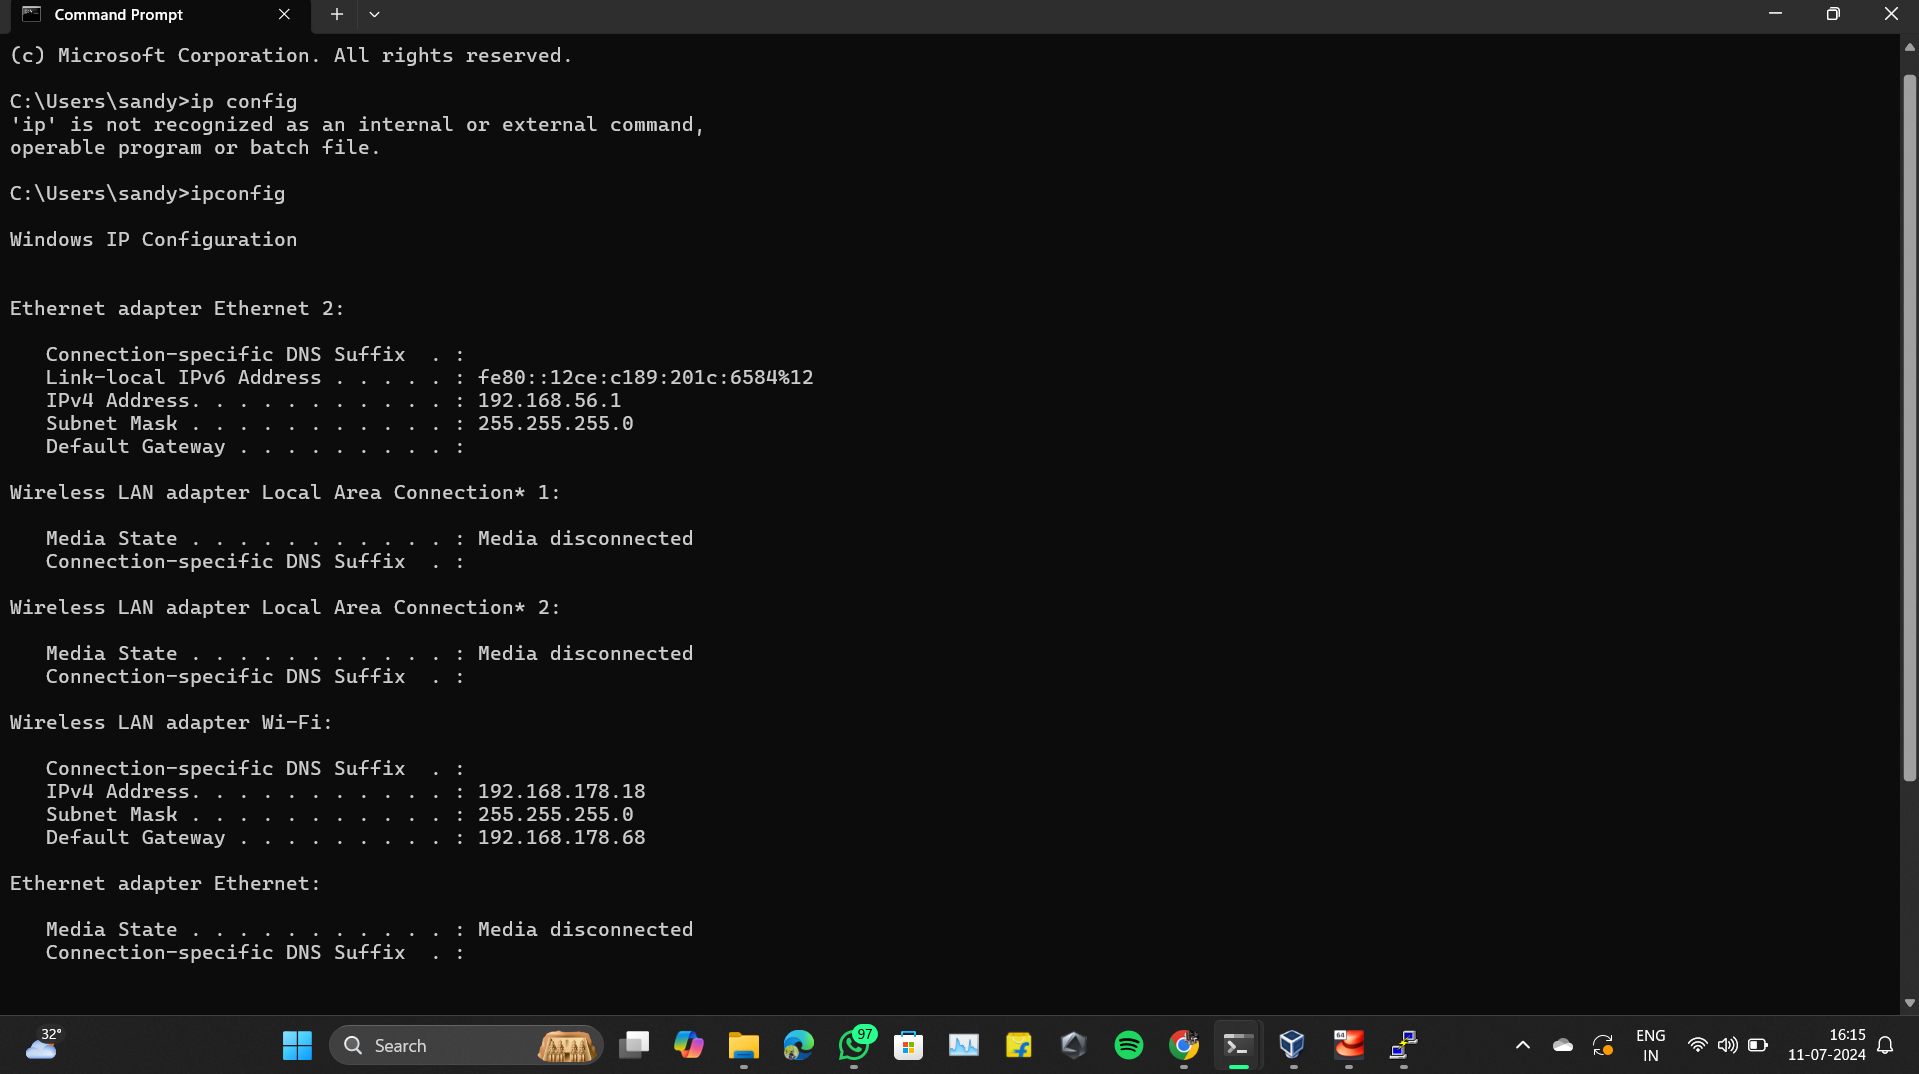 Command Prompt
(c) Microsoft Corporation. All rights reserved.
C:\Users\sandy>ip config
'ip' is not recognized as an internal or external command,
operable program or batch file.
C:\Users\sandy>ipconfig
Windows IP Configuration
Ethernet adapter Ethernet 2:
Connection-specific DNS Suffix  . :
Link-local IPv6 Address . . . . . : fe80::12ce:c189:201c:6584%12
IPv4 Address. . . . . . . . . . . : 192.168.56.1
Subnet Mask . . . . . . . . . . . : 255.255.255.0
Default Gateway . . . . . . . . . :
Wireless LAN adapter Local Area Connection* 1:
Media State . . . . . . . . . . . : Media disconnected
Connection-specific DNS Suffix  . :
Wireless LAN adapter Local Area Connection* 2:
Media State . . . . . . . . . . . : Media disconnected
Connection-specific DNS Suffix  . :
Wireless LAN adapter Wi-Fi:
Connection-specific DNS Suffix  . :
IPv4 Address. . . . . . . . . . . : 192.168.178.18
Subnet Mask . . . . . . . . . . . : 255.255.255.0
Default Gateway . . . . . . . . . : 192.168.178.68
Ethernet adapter Ethernet:
Media State . . . . . . . . . . . : Media disconnected
Connection-specific DNS Suffix  . :
32°
Search
97
64
ENG
IN
16:15
11-07-2024